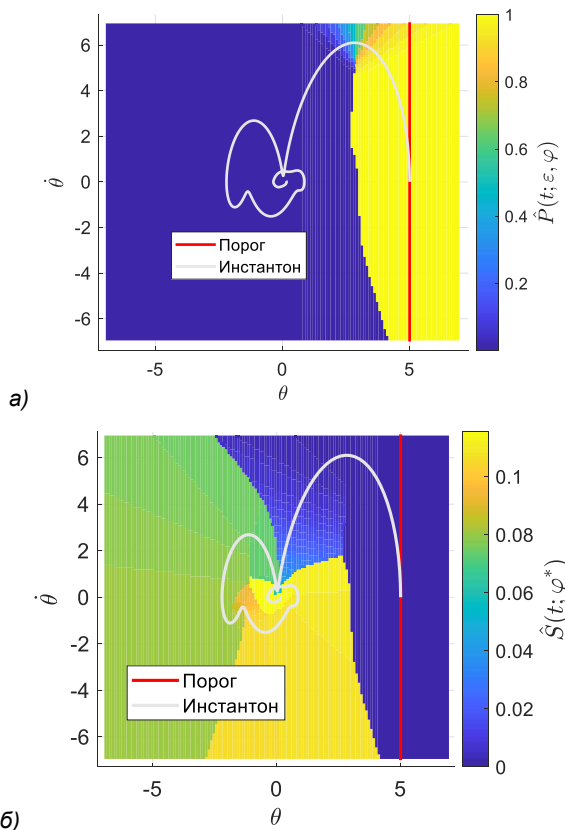 6
4
2
0
-2
-4
-6
θ̇
-5
0
5
θ
Порог
Инстантон
1
0.8
0.6
0.4
0.2
P̂(t; ε, φ)
а)
6
4
2
0
-2
-4
-6
θ̇
-5
0
5
θ
Порог
Инстантон
0.1
0.08
0.06
0.04
0.02
0
Ŝ(t; φ*)
б)